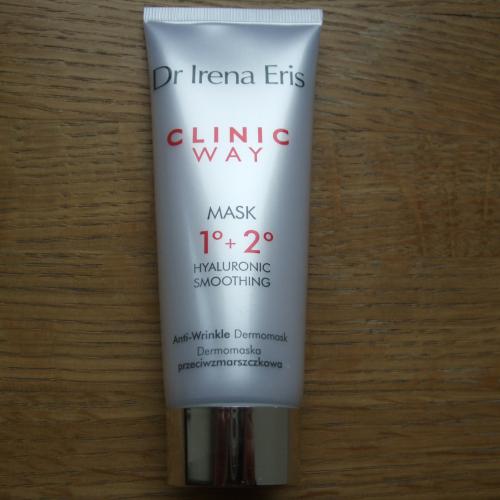 Dr Irena Eris
CLINIC
WAY
MASK
1° + 2°
HYALURONIC
SMOOTHING
Anti-Wrinkle Dermomask
Dermomaska
przeciwzmarszczkowa